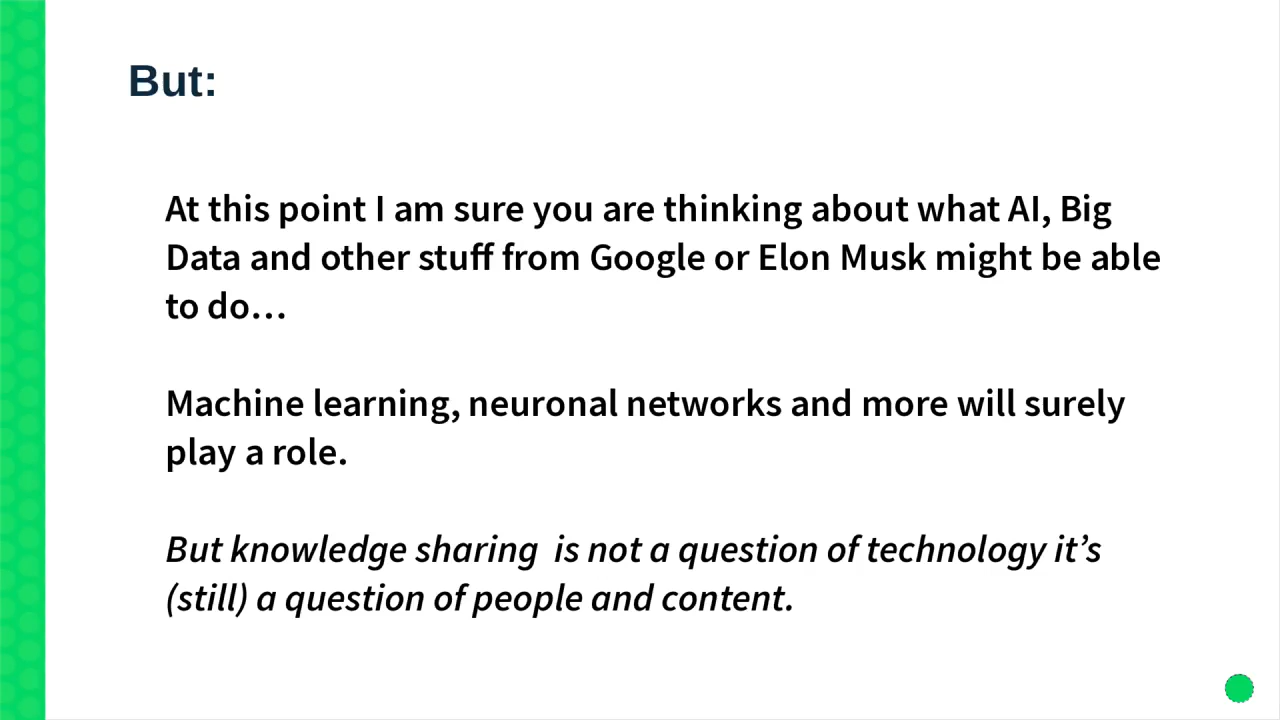 But:
At this point I am sure you are thinking about what AI, Big
Data and other stuff from Google or Elon Musk might be able
to do…
Machine learning, neuronal networks and more will surely
play a role.
But knowledge sharing  is not a question of technology it’s
(still) a question of people and content.